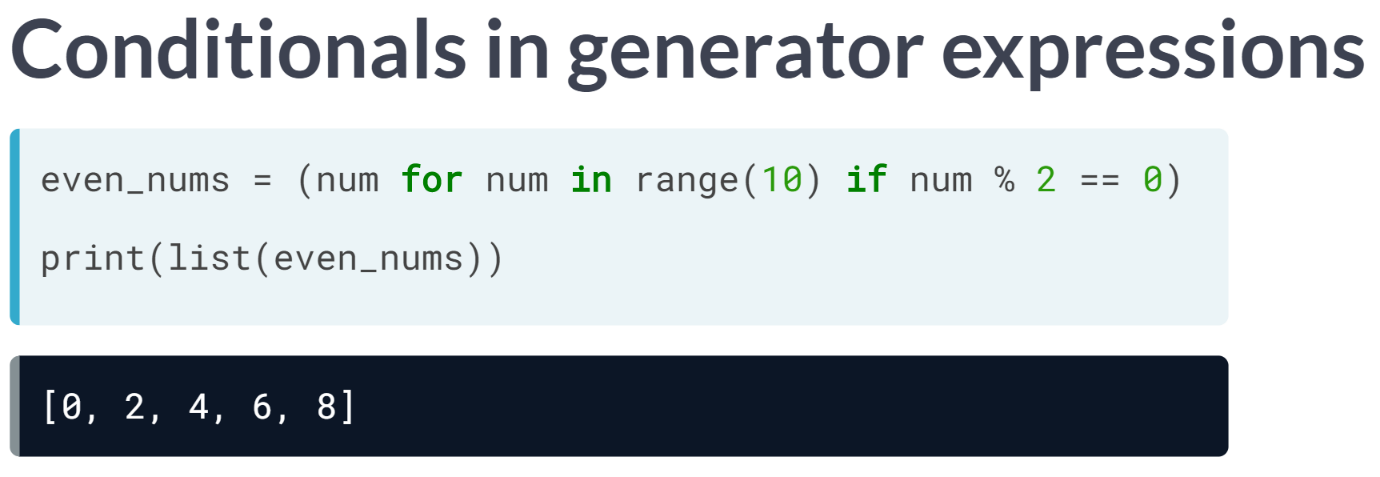 Conditionals in generator expressions
even_nums = (num for num in range(10) if num % 2 == 0)
print(list(even_nums))
[0, 2, 4, 6, 8]